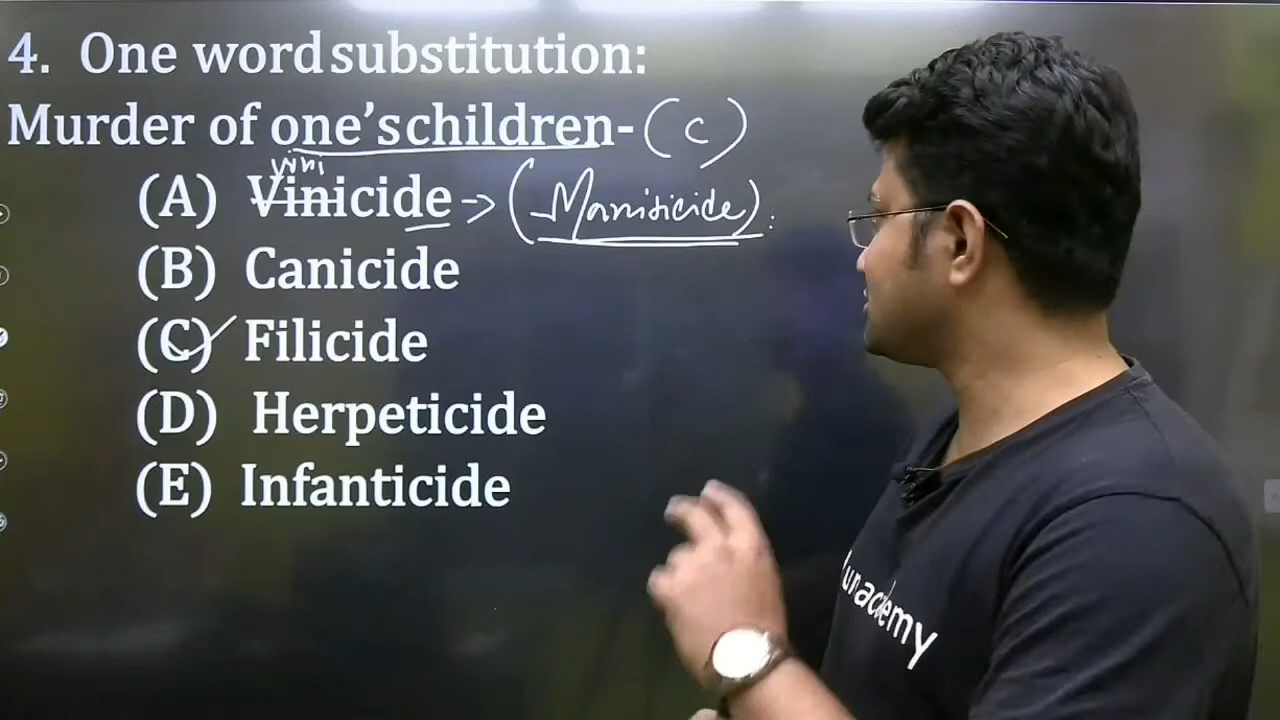 4. One word substitution:
Murder of one's children- (C)
(A) Vinicide -> (Mariticide).
(B) Canicide
(C) Filicide
(D) Herpeticide
(E) Infanticide
unacademy